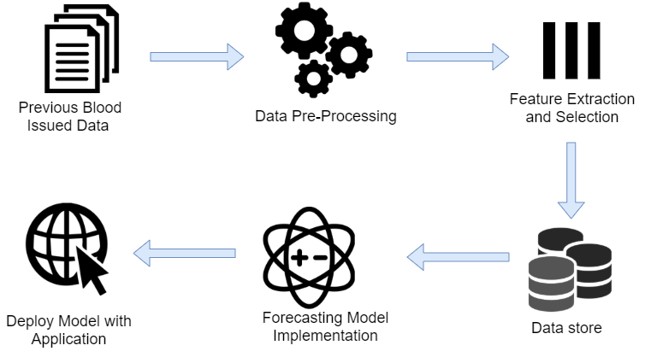 Previous Blood
Issued Data
Data Pre-Processing
Feature Extraction
and Selection
Data store
Forecasting Model
Implementation
Deploy Model with
Application